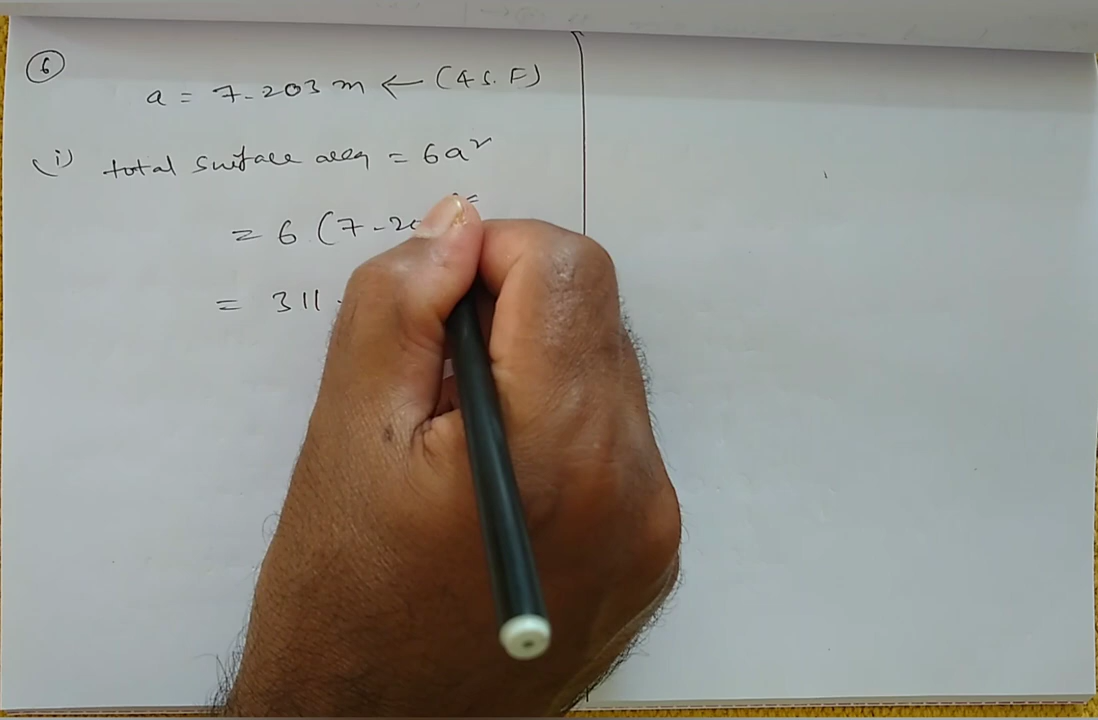 6
a = 7.203 m ← (4 S.F)
(i) total surface area = 6a²
= 6 (7.20
= 311.